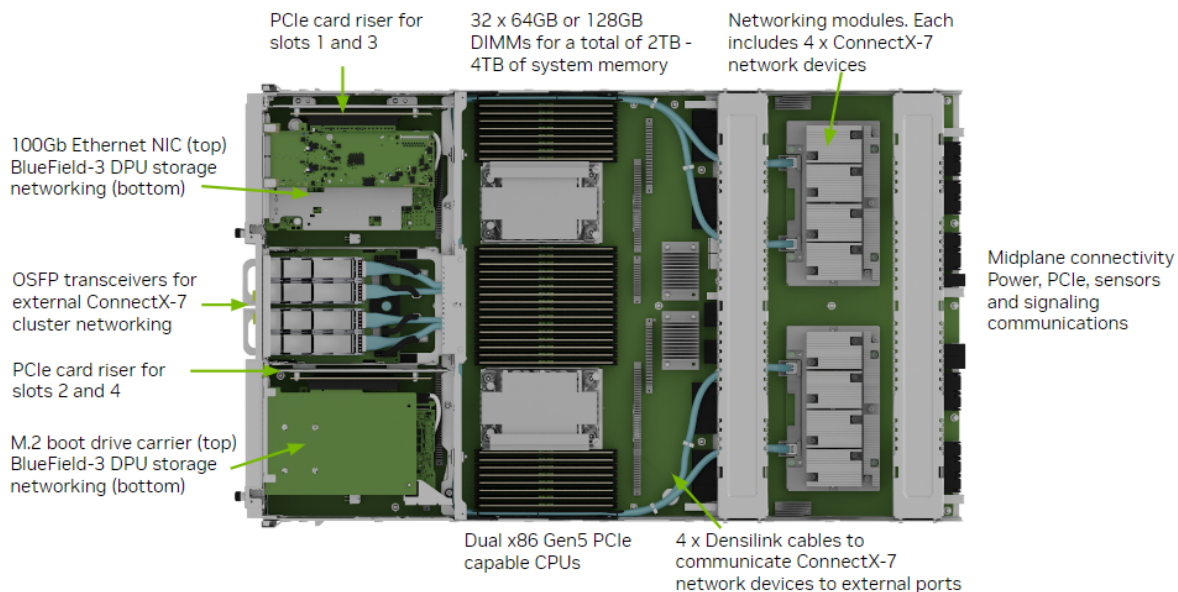 PCIe card riser for
slots 1 and 3
32 x 64GB or 128GB
DIMMs for a total of 2TB -
4TB of system memory
Networking modules. Each
includes 4 x ConnectX-7
network devices
100Gb Ethernet NIC (top)
BlueField-3 DPU storage
networking (bottom)
OSFP transceivers for
external ConnectX-7
cluster networking
Midplane connectivity
Power, PCIe, sensors
and signaling
communications
PCIe card riser for
slots 2 and 4
M.2 boot drive carrier (top)
BlueField-3 DPU storage
networking (bottom)
Dual x86 Gen5 PCIe
capable CPUs
4 x Densilink cables to
communicate ConnectX-7
network devices to external ports